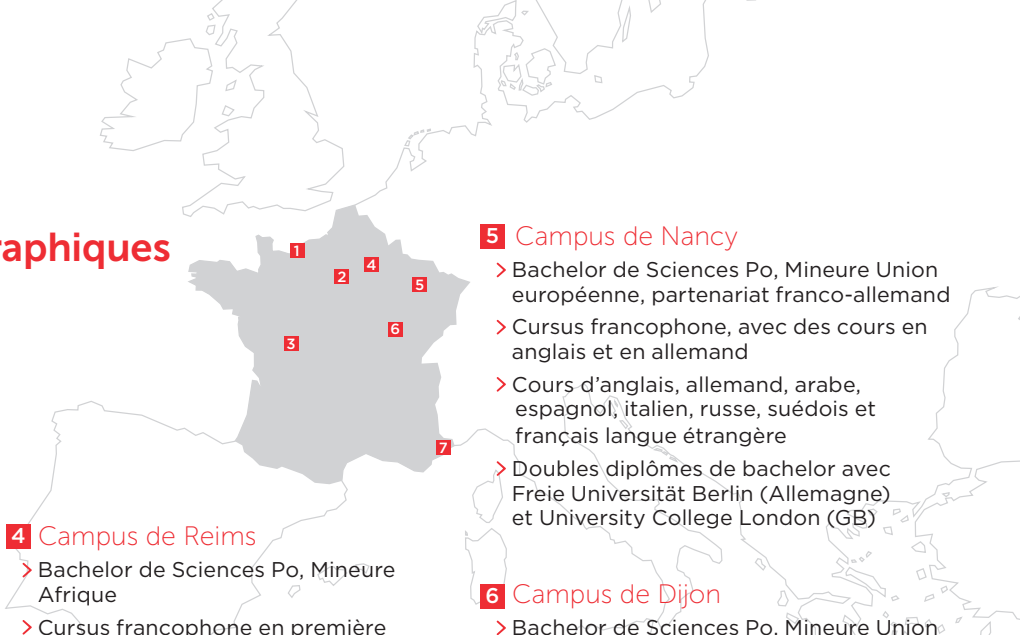 raphiques
1
2
4
5
6
3
7
4 Campus de Reims
> Bachelor de Sciences Po, Mineure
Afrique
> Cursus francophone en première
5 Campus de Nancy
> Bachelor de Sciences Po, Mineure Union
européenne, partenariat franco-allemand
> Cursus francophone, avec des cours en
anglais et en allemand
> Cours d'anglais, allemand, arabe,
espagnol, italien, russe, suédois et
français langue étrangère
> Doubles diplômes de bachelor avec
Freie Universität Berlin (Allemagne)
et University College London (GB)
6 Campus de Dijon
> Bachelor de Sciences Po, Mineure Union